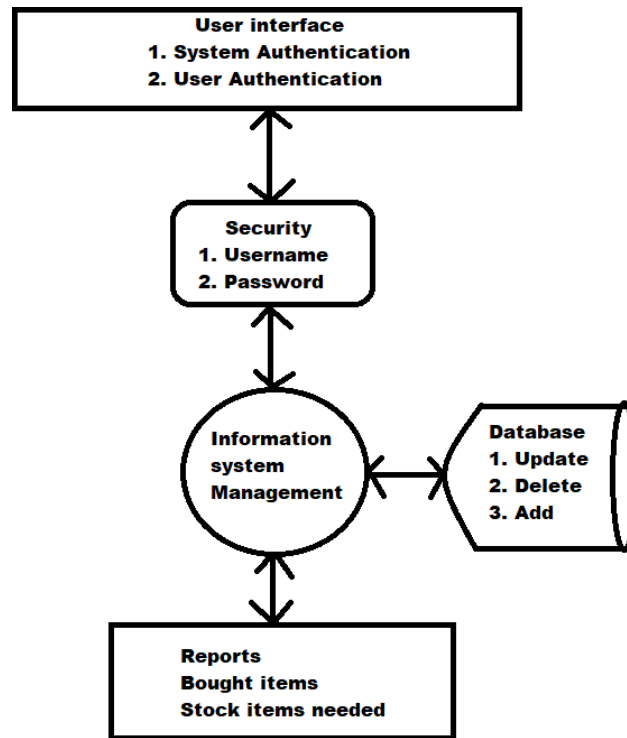 User interface
1. System Authentication
2. User Authentication
Security
1. Username
2. Password
Information
system
Management
Database
1. Update
2. Delete
3. Add
Reports
Bought items
Stock items needed